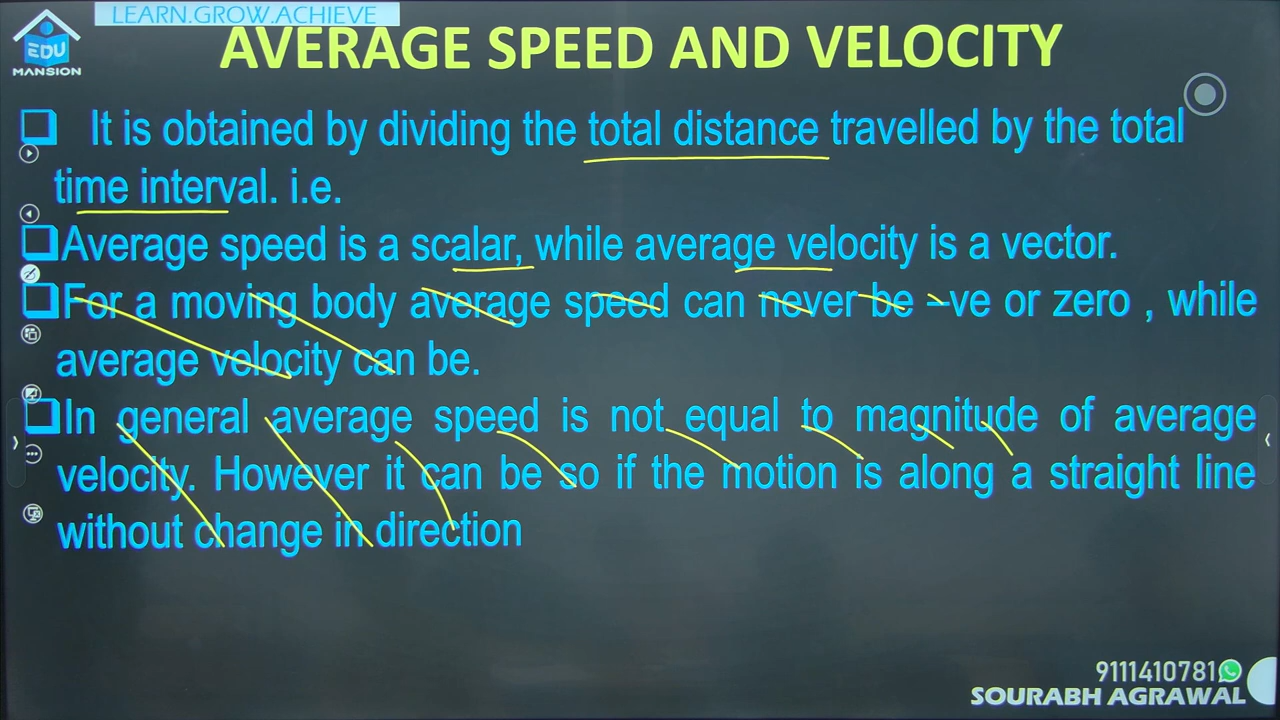 LEARN.GROW.ACHIEVE
EDU
MANSION
AVERAGE SPEED AND VELOCITY
It is obtained by dividing the total distance travelled by the total
time interval. i.e.
Average speed is a scalar, while average velocity is a vector.
For a moving body average speed can never be –ve or zero , while
average velocity can be.
In general average speed is not equal to magnitude of average
velocity. However it can be so if the motion is along a straight line
without change in direction
9111410781
SOURABH AGRAWAL